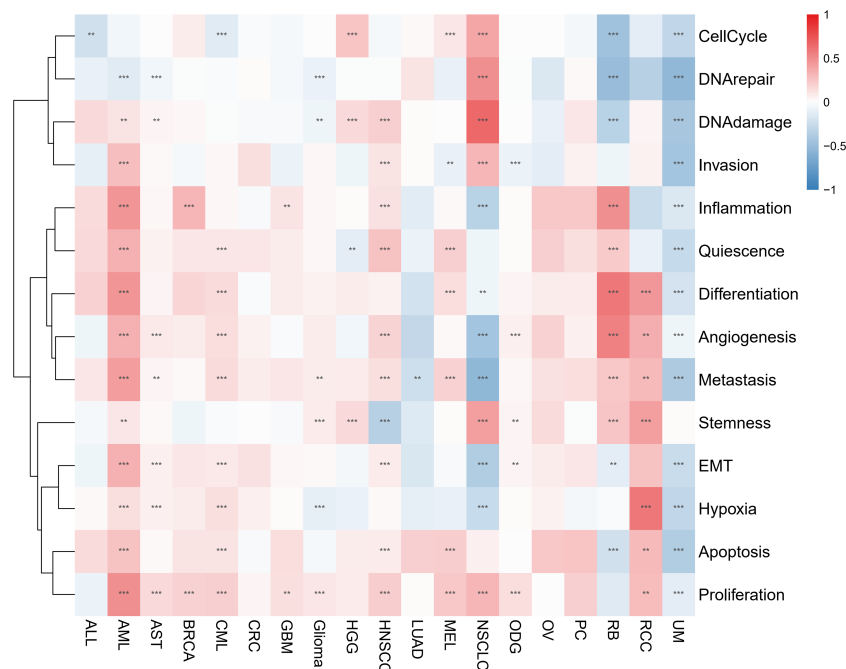 ** *** *** *** *** *** *** CellCycle
*** *** *** *** *** *** DNArepair
** ** ** *** *** *** *** *** DNAdamage
*** *** ** *** *** *** Invasion
*** *** ** *** *** *** *** Inflammation
*** *** ** *** *** *** *** Quiescence
*** *** *** ** *** *** *** Differentiation
*** *** *** *** *** *** *** ** *** Angiogenesis
*** ** *** ** *** ** *** *** *** ** *** Metastasis
** *** *** *** *** ** *** *** Stemness
*** *** *** *** *** ** ** *** EMT
*** *** *** *** *** *** *** Hypoxia
*** *** *** *** *** ** *** Apoptosis
*** *** *** *** ** *** *** *** *** *** ** *** Proliferation
ALL
AML
AST
BRCA
CML
CRC
GBM
Glioma
HGG
HNSCC
LUAD
MEL
NSCLC
ODG
OV
PC
RB
RCC
UM
1
0.5
0
−0.5
−1